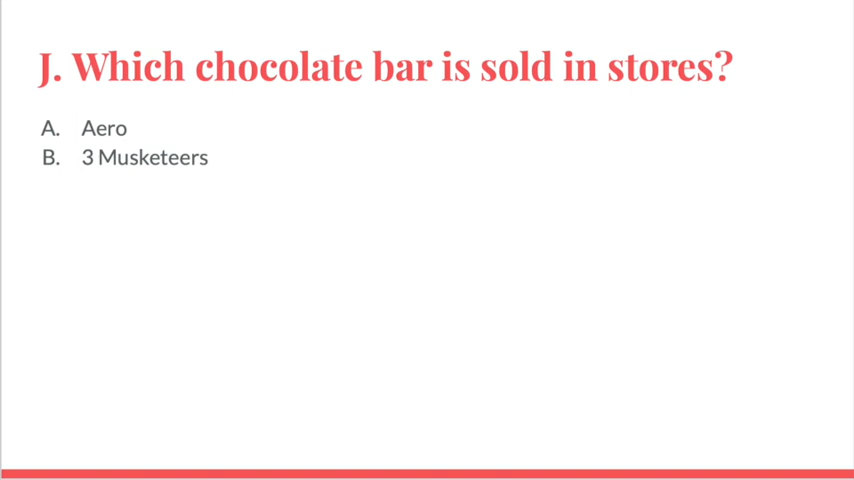 J. Which chocolate bar is sold in stores?
A. Aero
B. 3 Musketeers